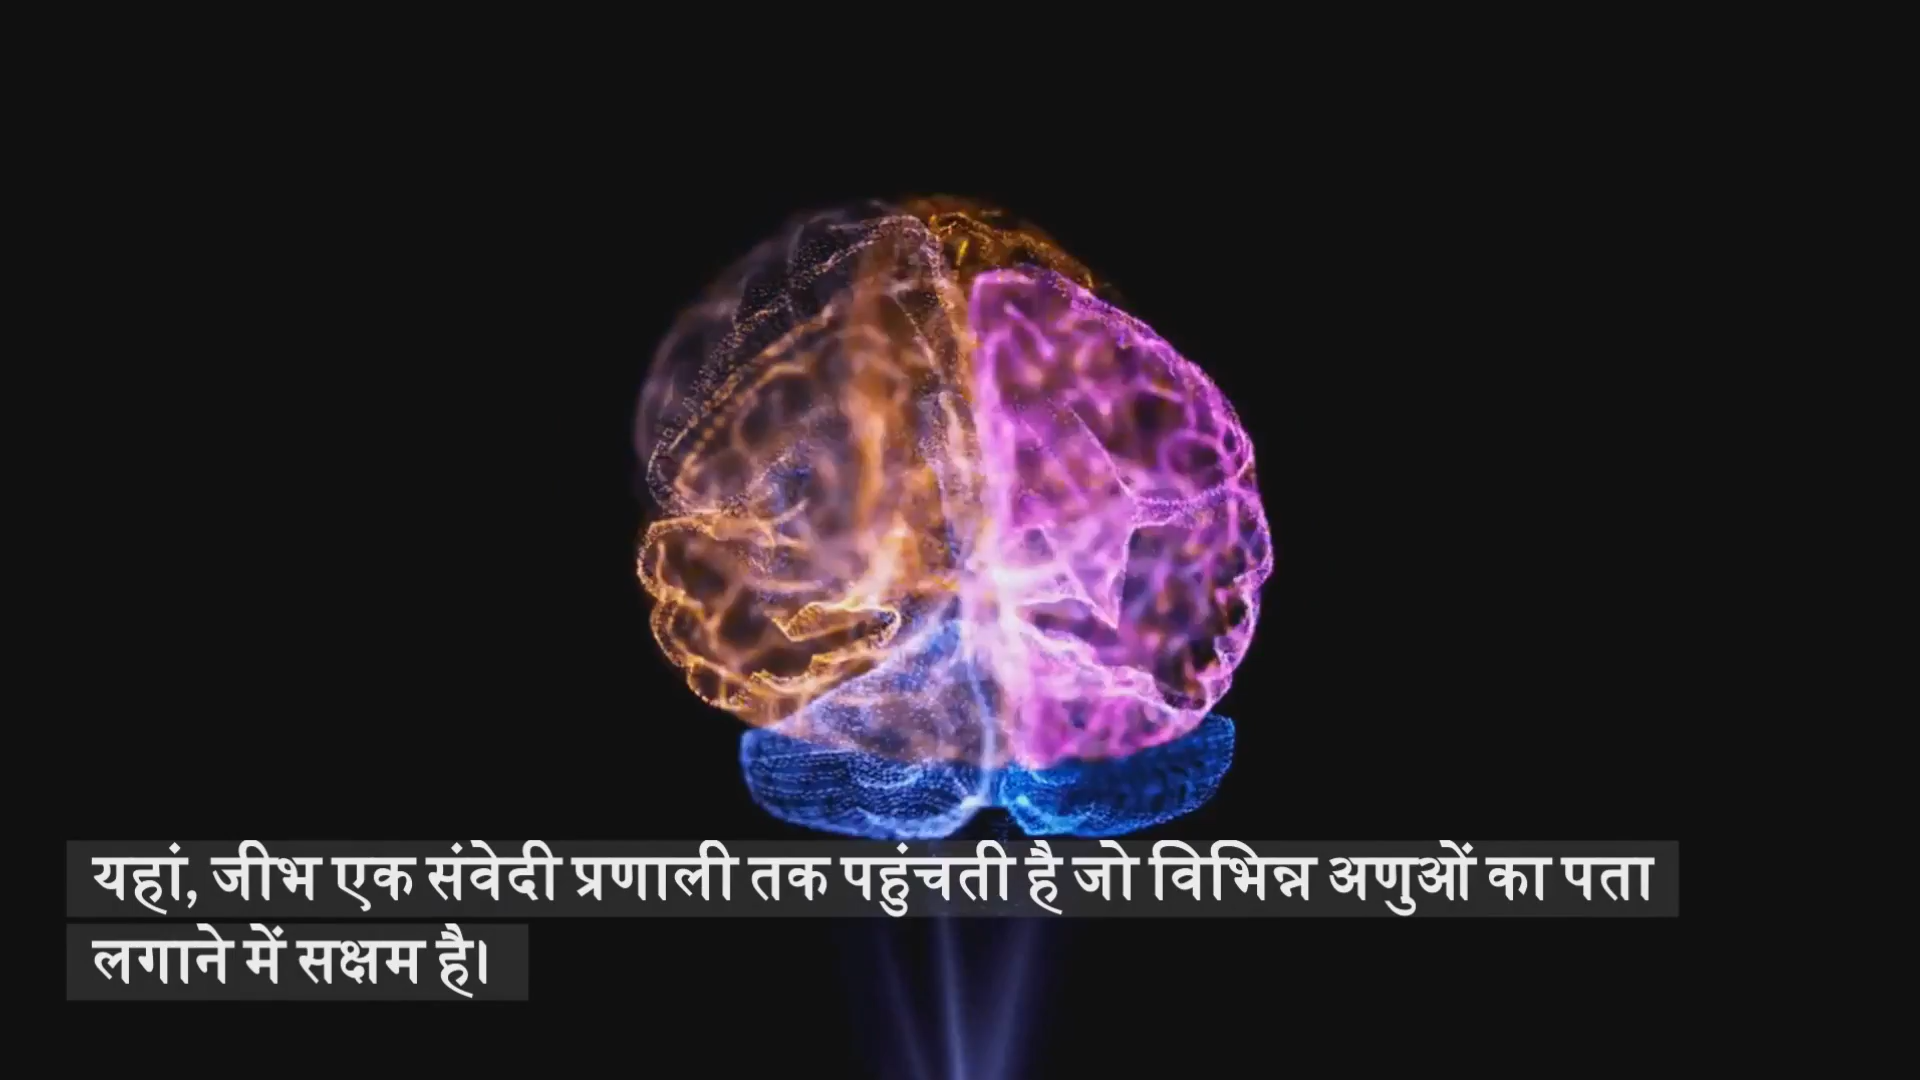 यहां, जीभ एक संवेदी प्रणाली तक पहुंचती है जो विभिन्न अणुओं का पता
लगाने में सक्षम है।